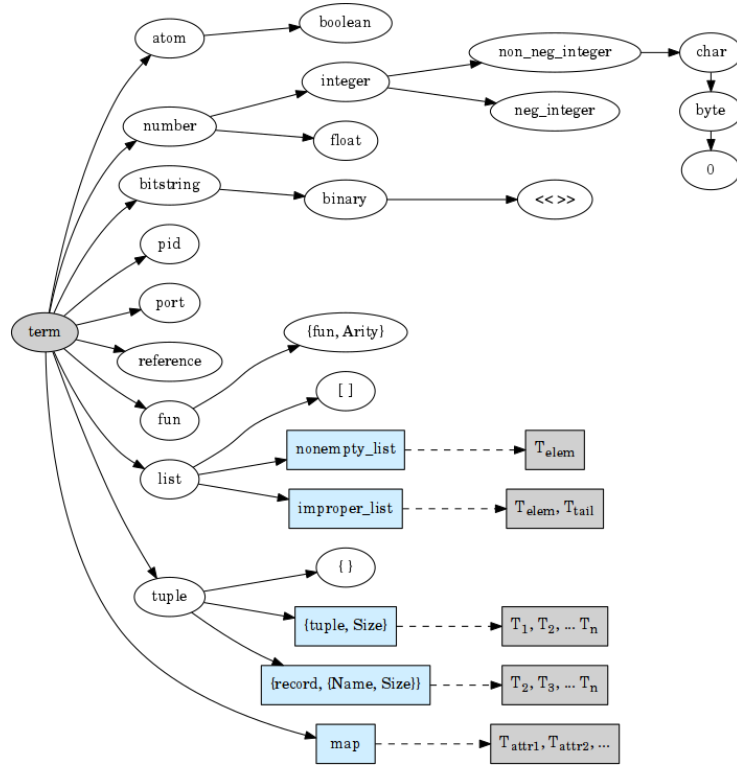 boolean
atom
non_neg_integer
char
integer
number
neg_integer
byte
float
0
bitstring
binary
<< >>
pid
port
term
{fun, Arity}
reference
[ ]
fun
nonempty_list
T_elem
list
improper_list
T_elem, T_tail
{ }
tuple
{tuple, Size}
T_1, T_2, ... T_n
{record, {Name, Size}}
T_2, T_3, ... T_n
map
T_attr1, T_attr2, ...